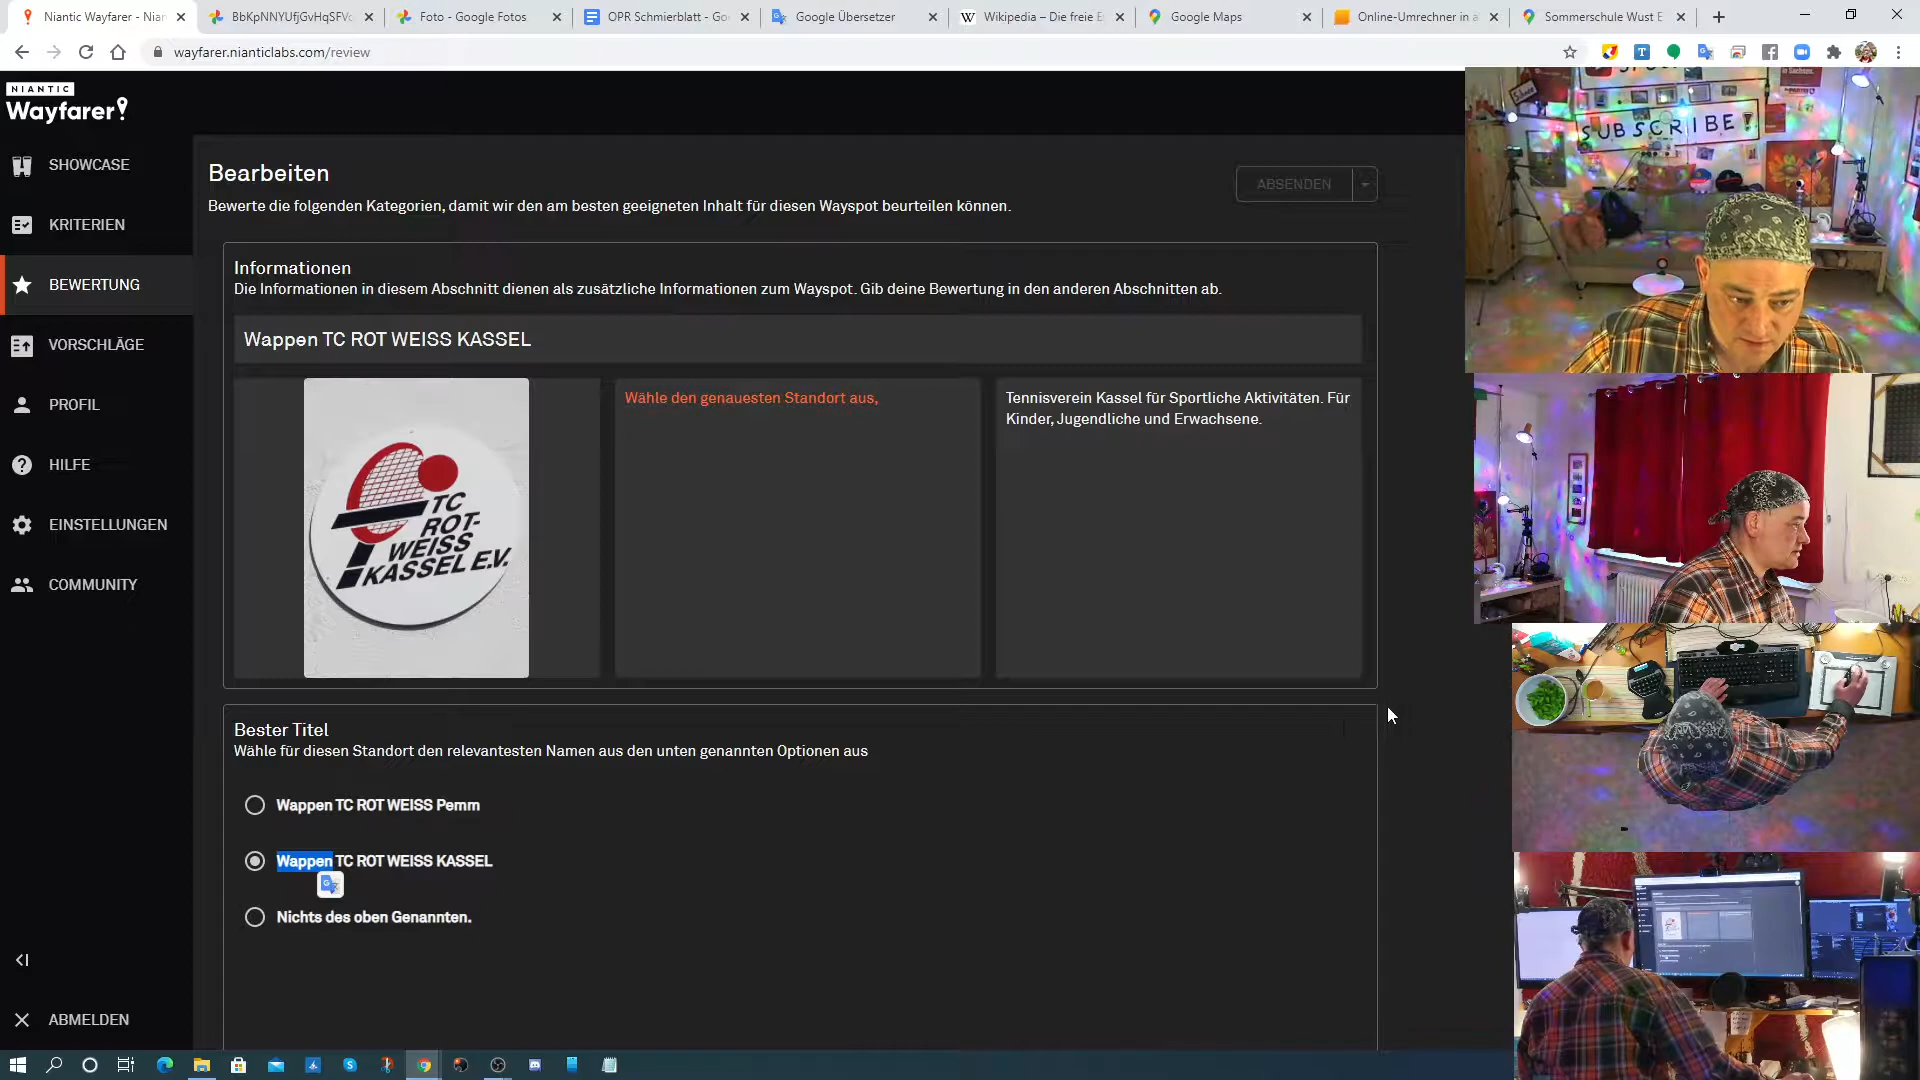 Niantic Wayfarer - Nian
BbKpNNYUfjGvHqSFVc
Foto - Google Fotos
OPR Schmierblatt - Go
Google Übersetzer
Wikipedia – Die freie E
Google Maps
Online-Umrechner in a
Sommerschule Wust E
wayfarer.nianticlabs.com/review
NIANTIC
Wayfarer
SHOWCASE
KRITERIEN
BEWERTUNG
VORSCHLÄGE
PROFIL
HILFE
EINSTELLUNGEN
COMMUNITY
ABMELDEN
Bearbeiten
ABSENDEN
Bewerte die folgenden Kategorien, damit wir den am besten geeigneten Inhalt für diesen Wayspot beurteilen können.
Informationen
Die Informationen in diesem Abschnitt dienen als zusätzliche Informationen zum Wayspot. Gib deine Bewertung in den anderen Abschnitten ab.
Wappen TC ROT WEISS KASSEL
TC
ROT-
WEISS
KASSEL E.V.
Wähle den genauesten Standort aus,
Tennisverein Kassel für Sportliche Aktivitäten. Für
Kinder, Jugendliche und Erwachsene.
Bester Titel
Wähle für diesen Standort den relevantesten Namen aus den unten genannten Optionen aus
Wappen TC ROT WEISS Pemm
Wappen TC ROT WEISS KASSEL
Nichts des oben Genannten.
SUBSCRIBE!